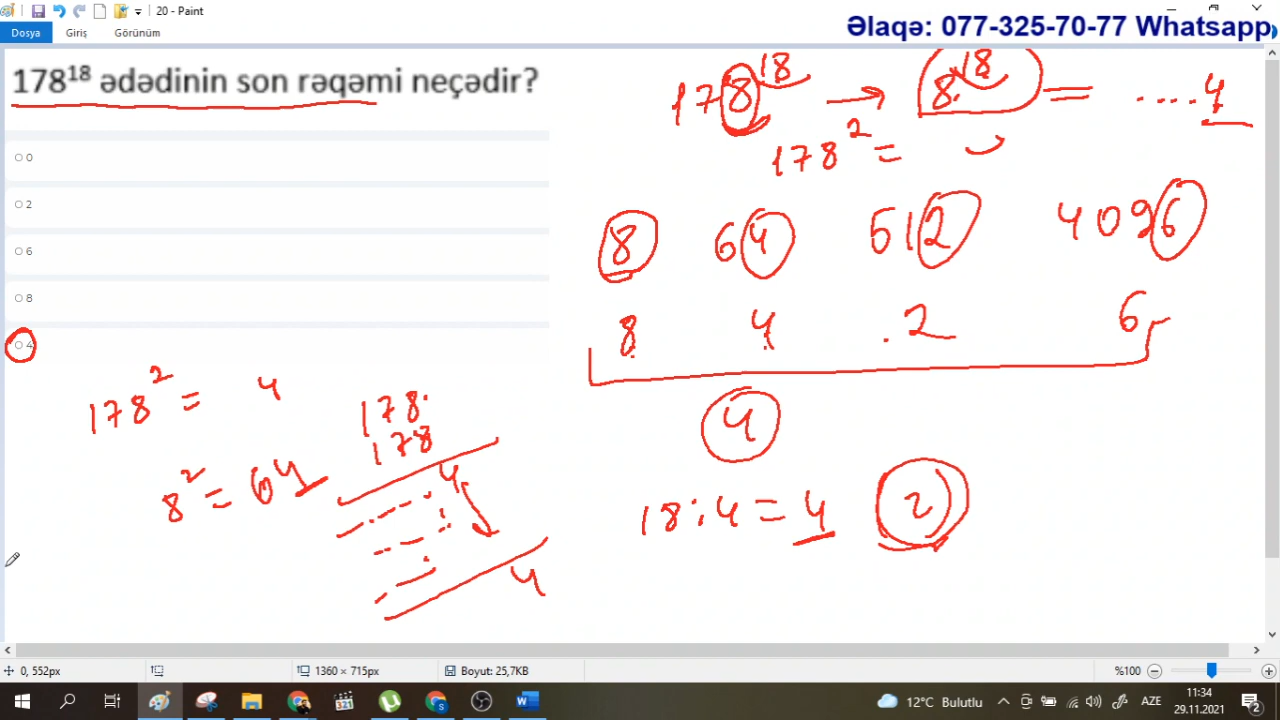 20 - Paint
Əlaqə: 077-325-70-77 Whatsapp
Dosya Giriş Görünüm
178¹⁸ ədədinin son rəqəmi neçədir?
0
2
6
8
4
178¹⁸ → 8¹⁸ = ....4
178² =
8 64 512 4096
8 4 .2 6
4
18:4=4 2
178² = 4
8² = 64
178
178
4
4
0, 552px 1360 × 715px Boyut: 25,7KB %100
12°C Bulutlu AZE 11:34
29.11.2021 2